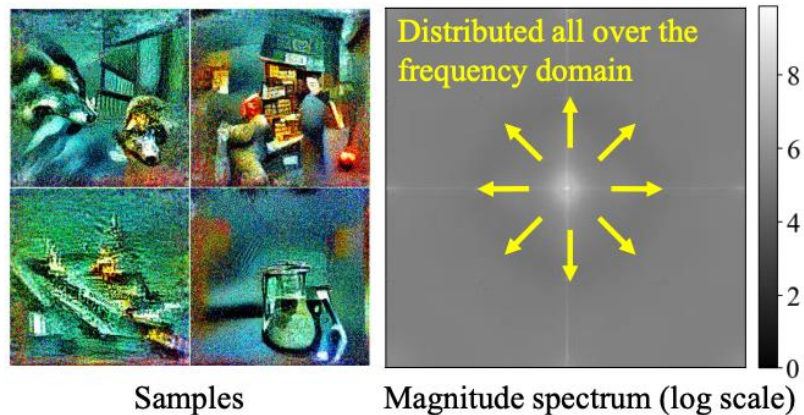 Distributed all over the
frequency domain
8
6
4
2
0
Samples
Magnitude spectrum (log scale)